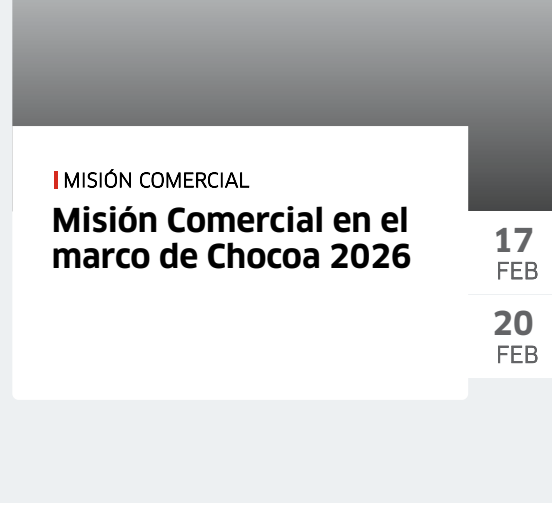 MISIÓN COMERCIAL
Misión Comercial en el
marco de Chocoa 2026
17
FEB
20
FEB